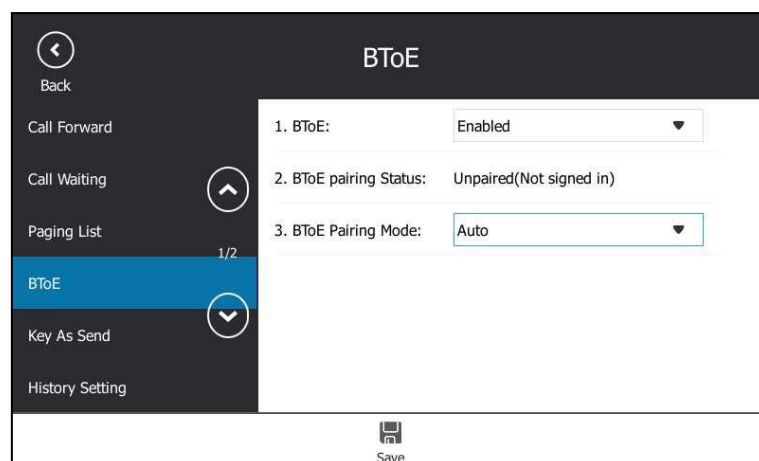 BToE
Back
Call Forward
Call Waiting
Paging List
1/2
BToE
Key As Send
History Setting
1. BToE: Enabled
2. BToE pairing Status: Unpaired(Not signed in)
3. BToE Pairing Mode: Auto
Save